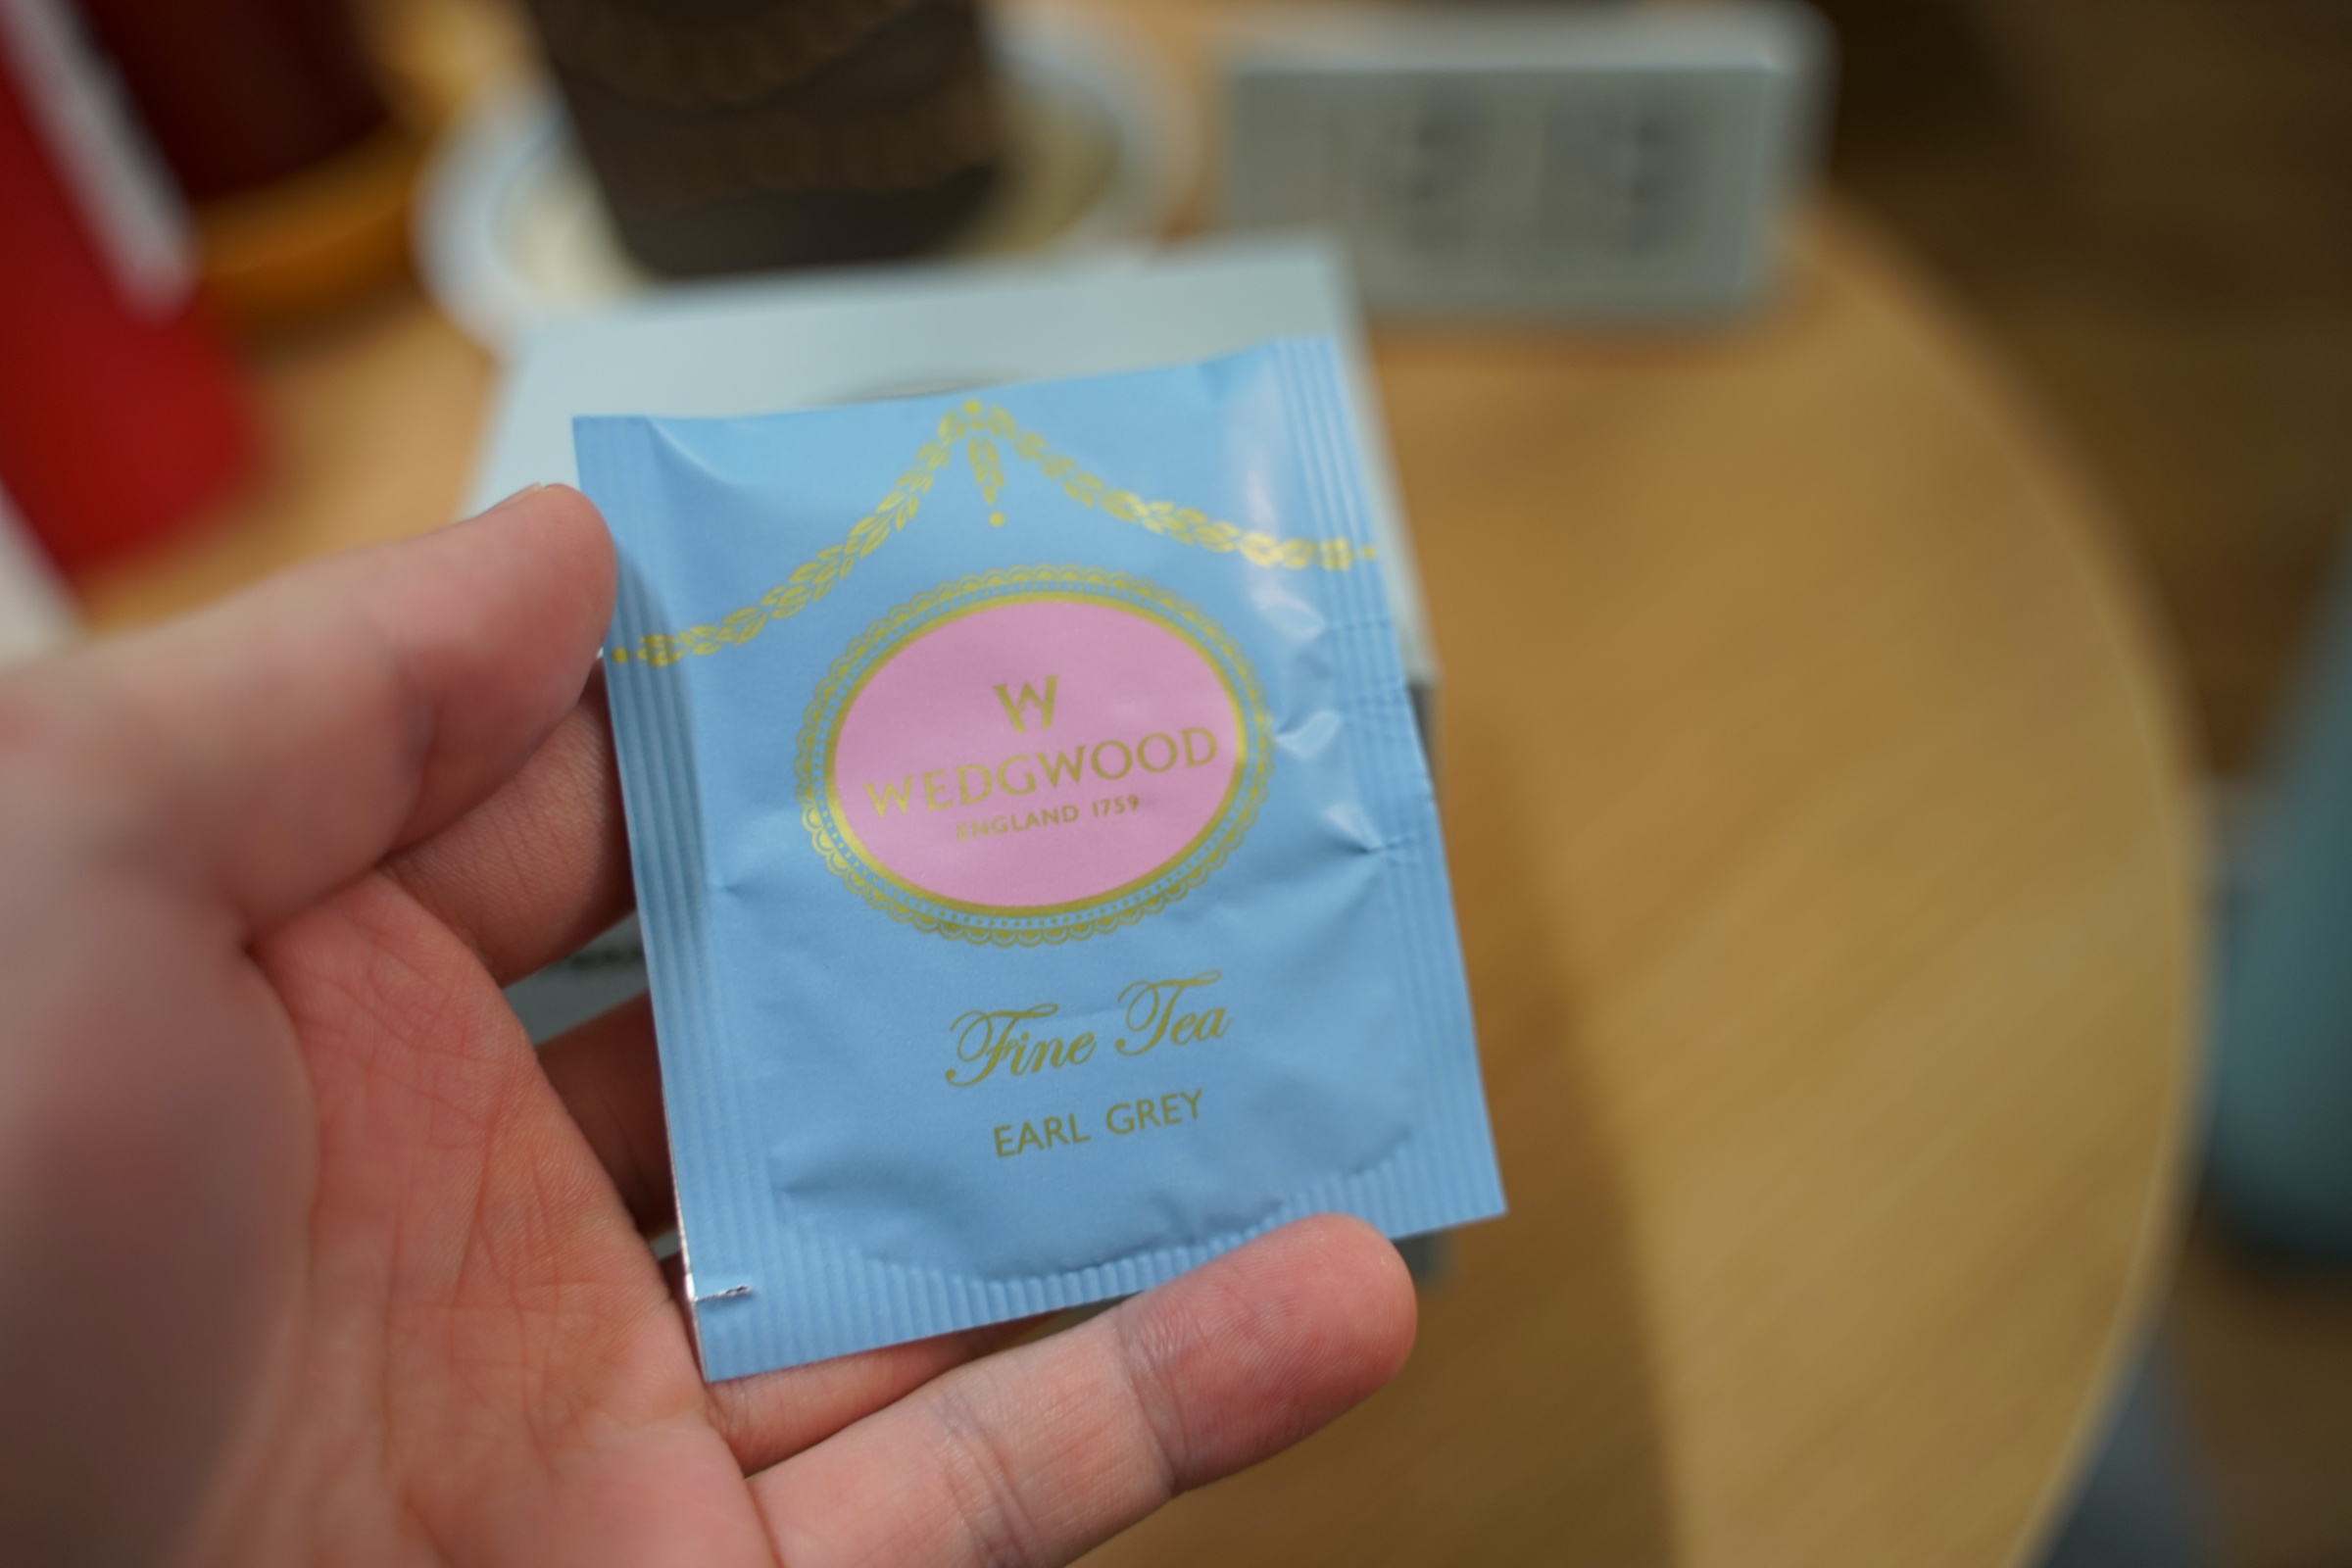 W
WEDGWOOD
ENGLAND 1759
Fine Tea
EARL GREY